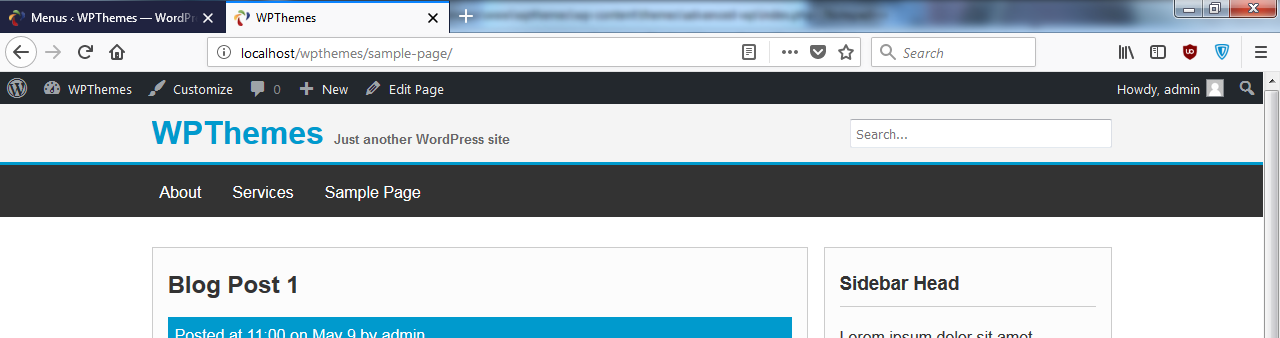 Menus ‹ WPThemes — WordPr
WPThemes
localhost/wpthemes/sample-page/
Search
WPThemes
Customize
0
New
Edit Page
Howdy, admin
WPThemes
Just another WordPress site
Search...
About
Services
Sample Page
Blog Post 1
Posted at 11:00 on May 9 by admin
Sidebar Head
Lorem ipsum dolor sit amet